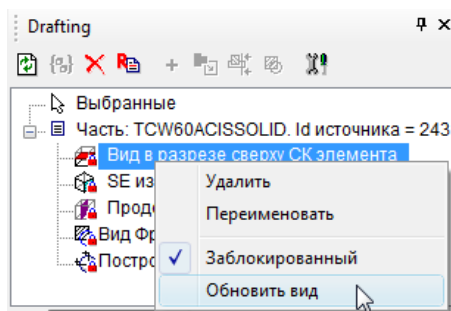 Drafting
Выбранные
Часть: TCW60ACISSOLID. Id источника = 243
Вид в разрезе сверху СК элемента
SE из
Удалить
Прод
Переименовать
Вид Фр
Постро
Заблокированный
Обновить вид